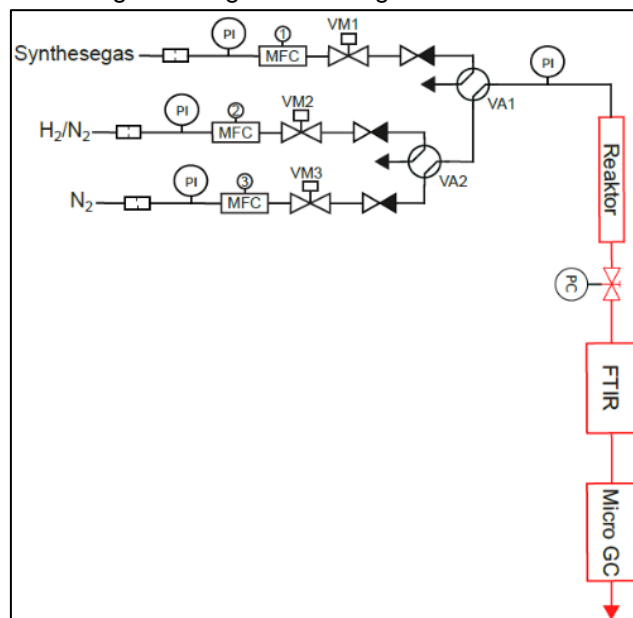 Synthesegas
PI
1
MFC
VM1
VA1
PI
H2/N2
PI
2
MFC
VM2
VA2
N2
PI
3
MFC
VM3
Reaktor
PC
FTIR
Micro GC